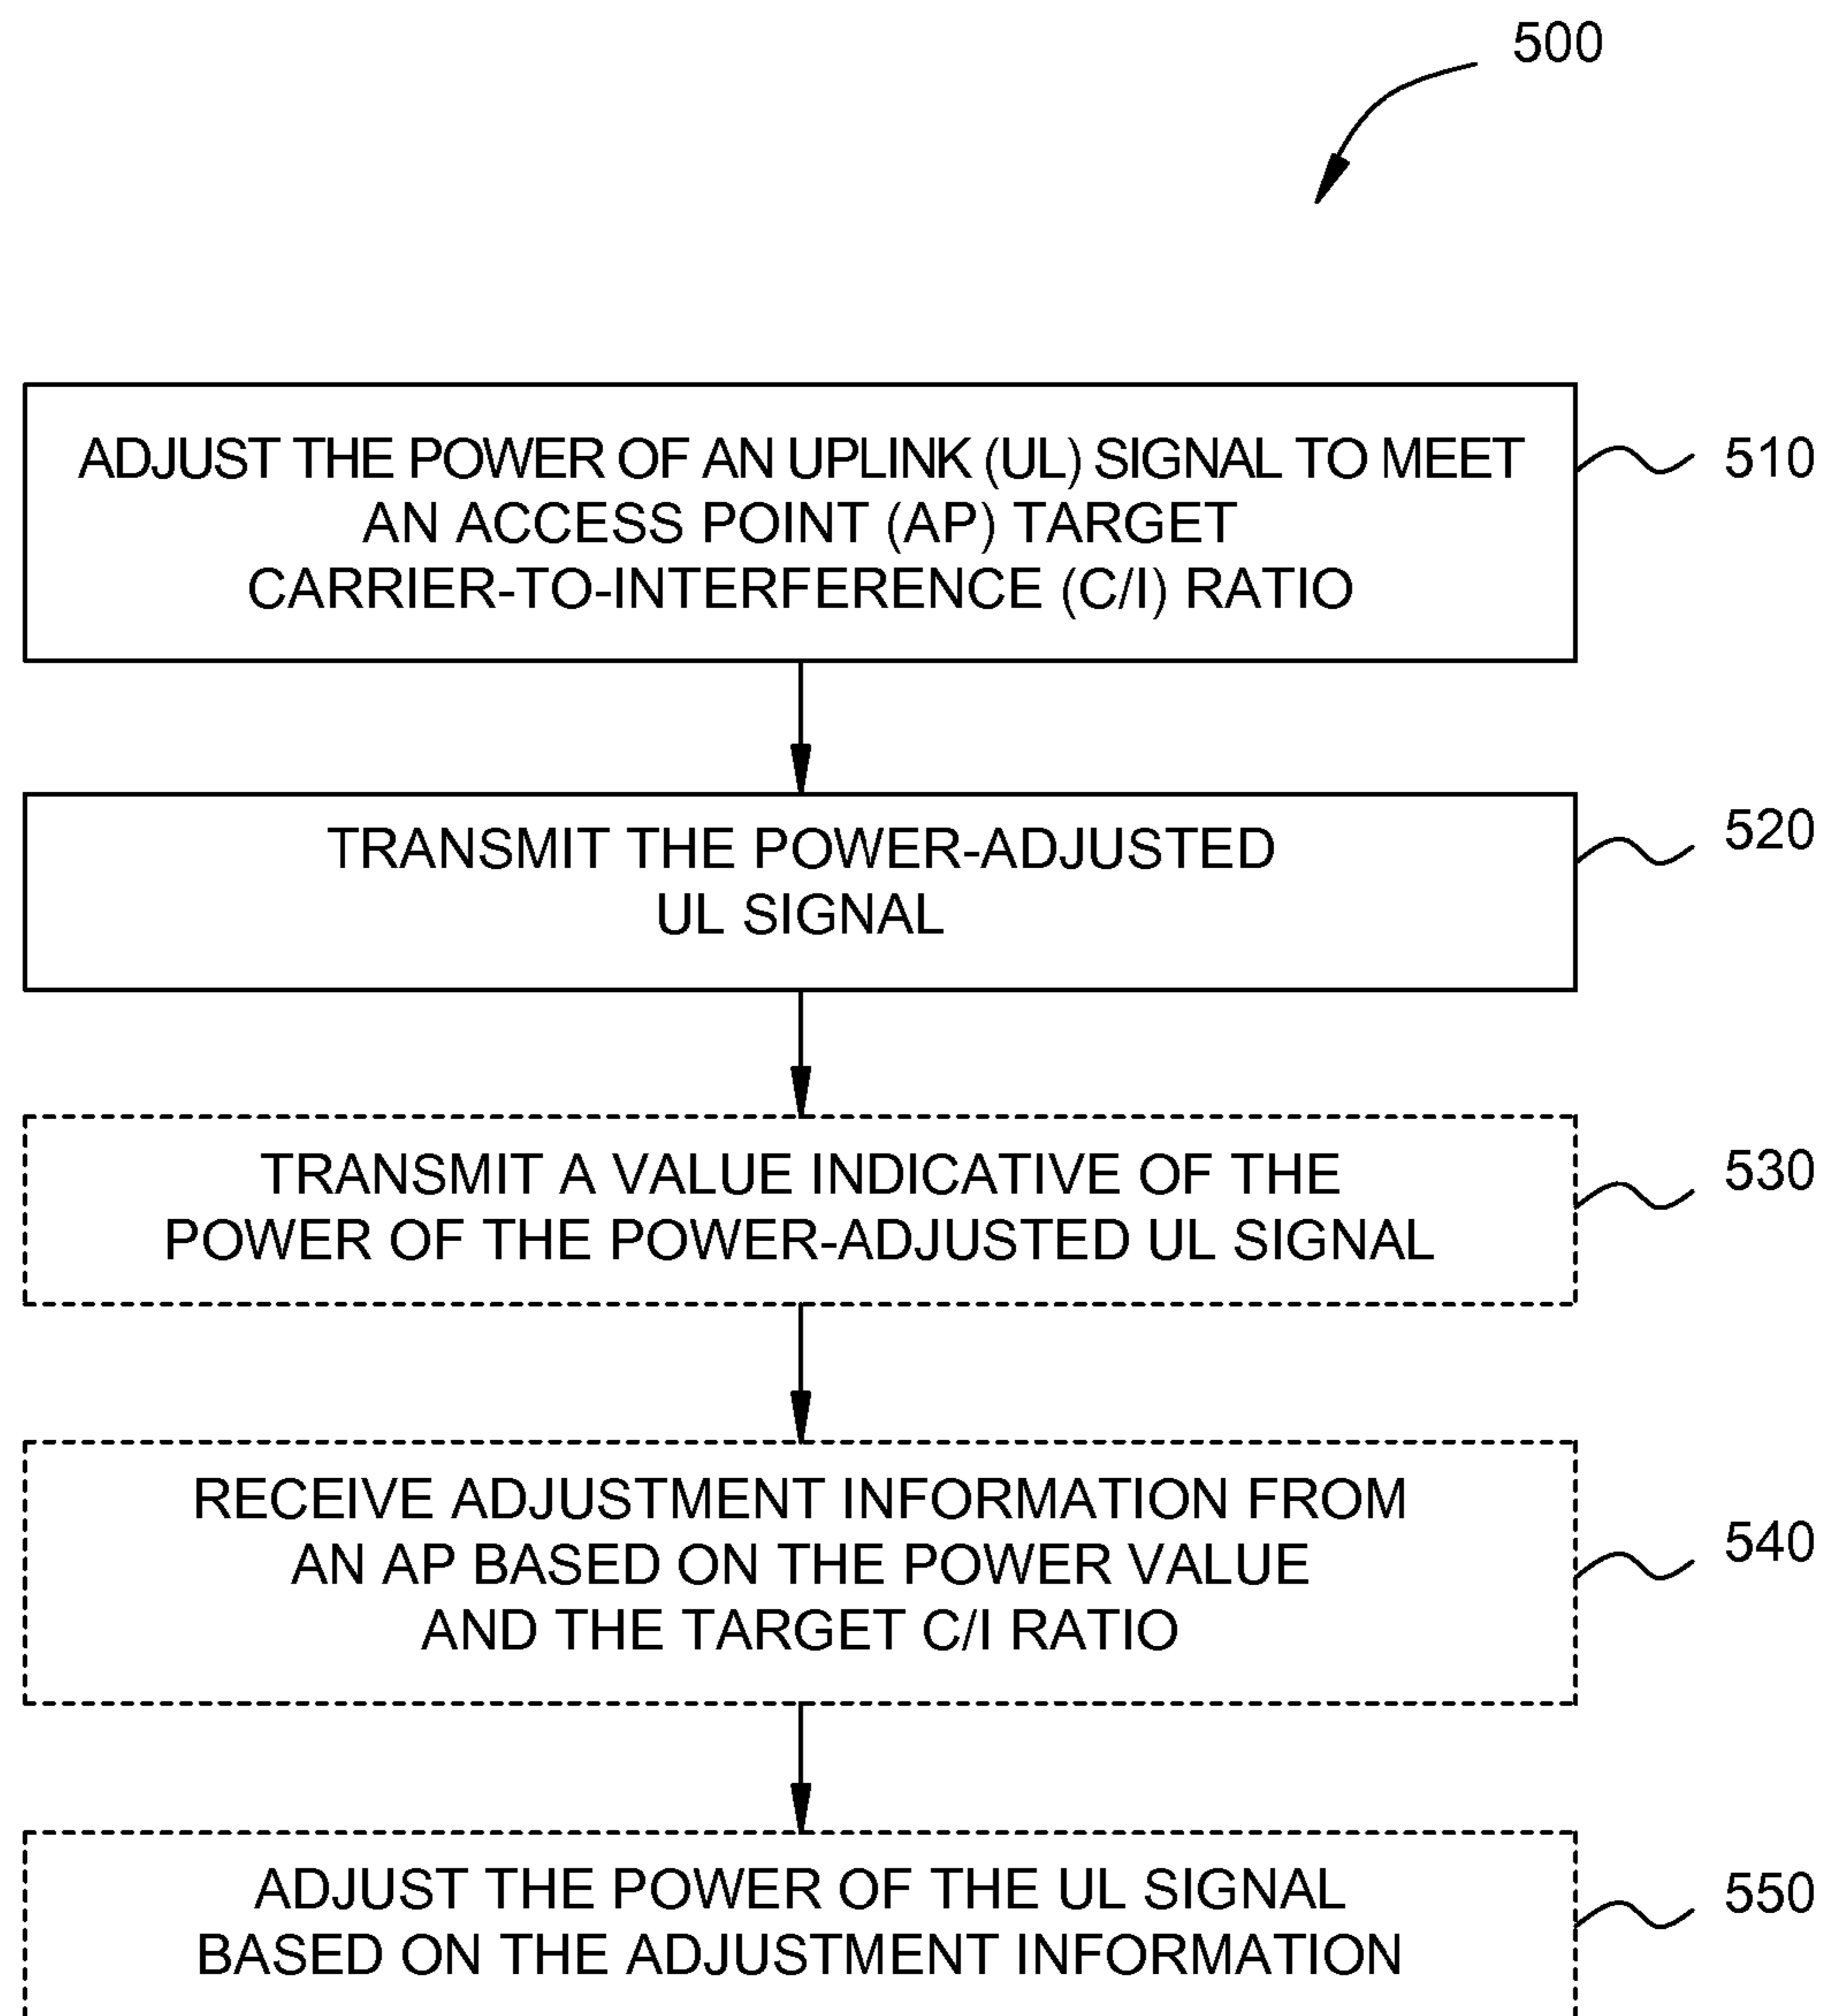 500
ADJUST THE POWER OF AN UPLINK (UL) SIGNAL TO MEET
AN ACCESS POINT (AP) TARGET
CARRIER-TO-INTERFERENCE (C/I) RATIO
510
TRANSMIT THE POWER-ADJUSTED
UL SIGNAL
520
TRANSMIT A VALUE INDICATIVE OF THE
POWER OF THE POWER-ADJUSTED UL SIGNAL
530
RECEIVE ADJUSTMENT INFORMATION FROM
AN AP BASED ON THE POWER VALUE
AND THE TARGET C/I RATIO
540
ADJUST THE POWER OF THE UL SIGNAL
BASED ON THE ADJUSTMENT INFORMATION
550